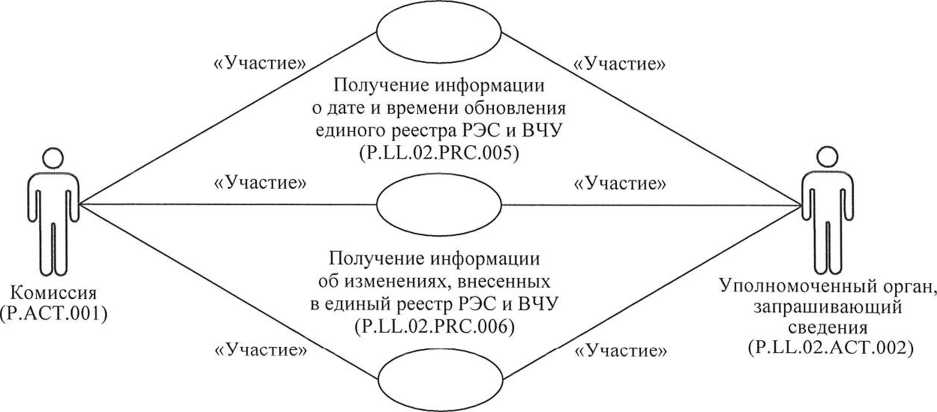 «Участие»
«Участие»
Получение информации
о дате и времени обновления
единого реестра РЭС и ВЧУ
(P.LL.02.PRC.005)
«Участие»
«Участие»
Получение информации
об изменениях, внесенных
в единый реестр РЭС и ВЧУ
(P.LL.02.PRC.006)
Комиссия
(P.ACT.001)
Уполномоченный орган,
запрашивающий
сведения
(P.LL.02.ACT.002)
«Участие»
«Участие»